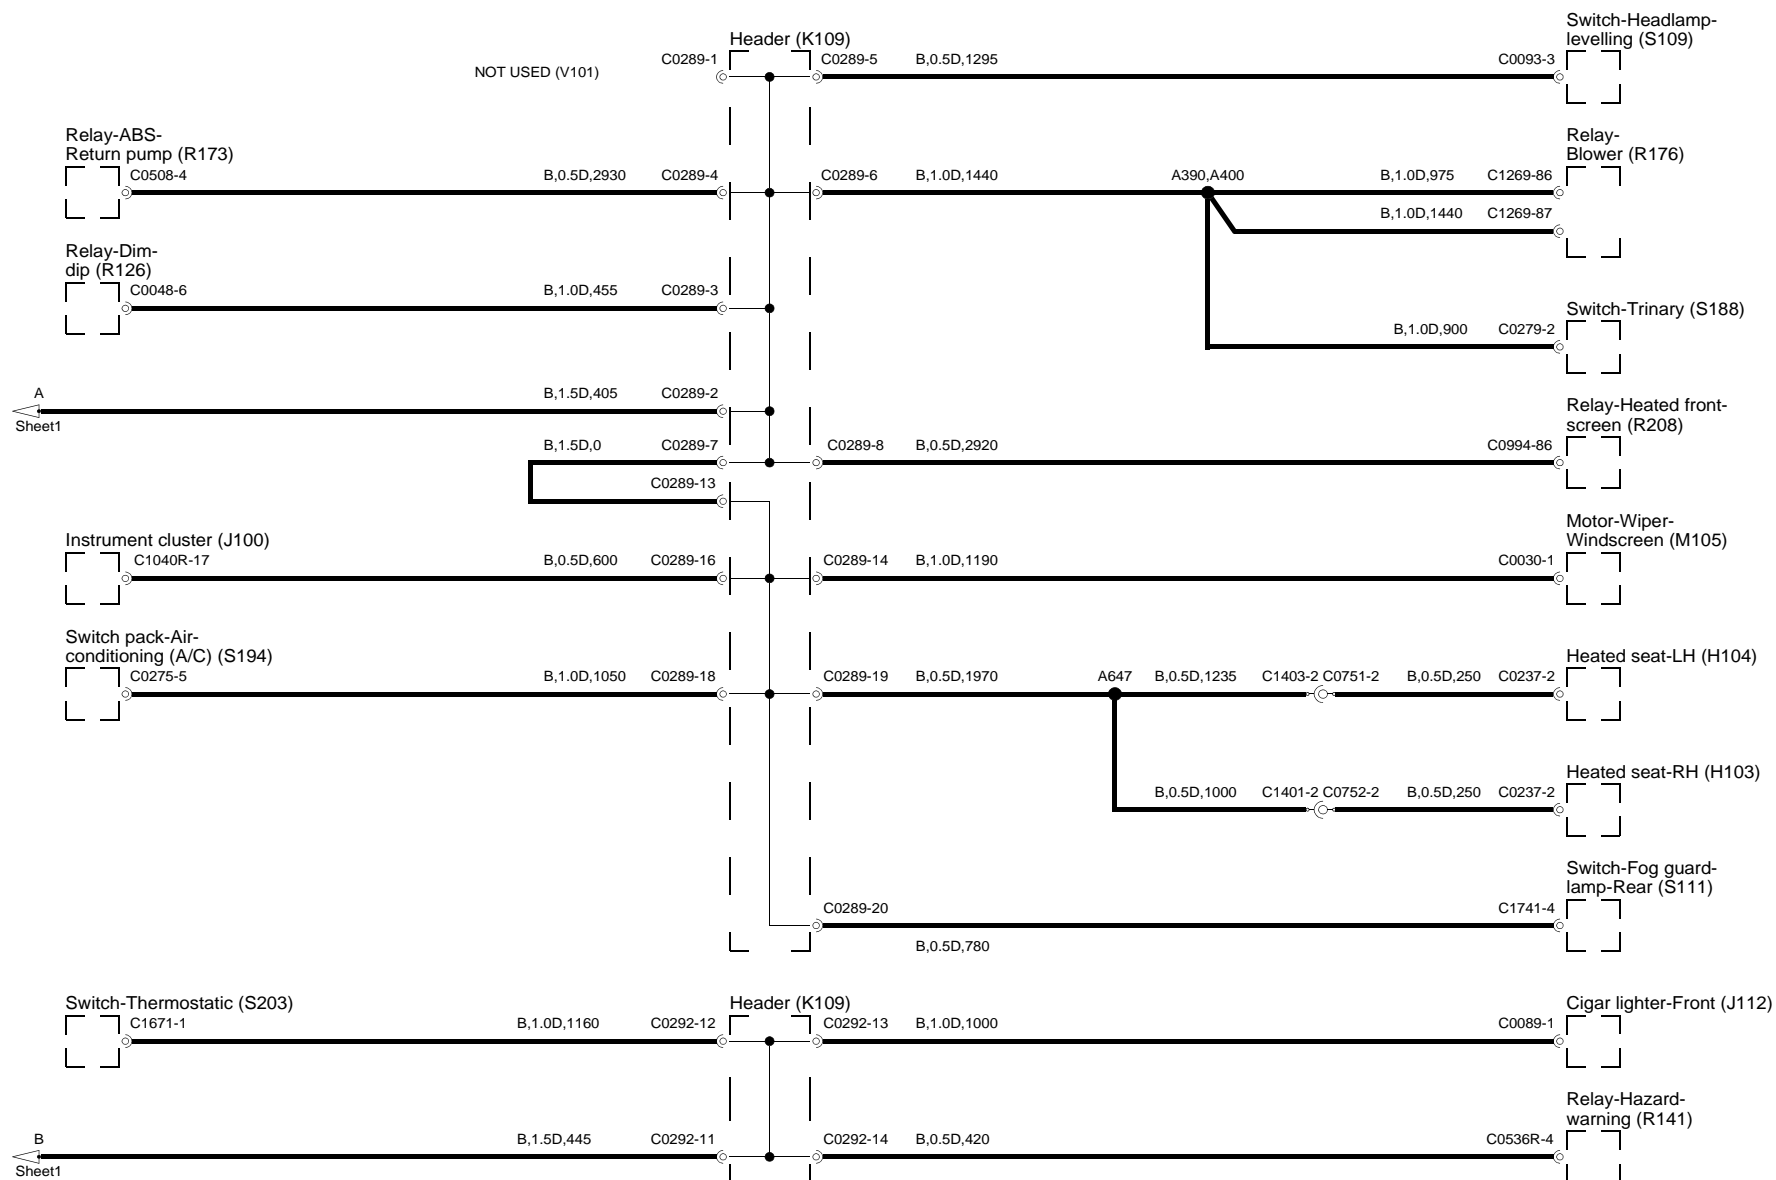 Switch-Headlamp-
levelling (S109)
Header (K109)
C0289-1
C0289-5
B,0.5D,1295
C0093-3
NOT USED (V101)
Relay-ABS-
Return pump (R173)
Relay-
Blower (R176)
C0508-4
B,0.5D,2930
C0289-4
C0289-6
B,1.0D,1440
A390,A400
B,1.0D,975
C1269-86
B,1.0D,1440
C1269-87
Relay-Dim-
dip (R126)
C0048-6
B,1.0D,455
C0289-3
Switch-Trinary (S188)
B,1.0D,900
C0279-2
A
B,1.5D,405
C0289-2
Sheet1
Relay-Heated front-
screen (R208)
B,1.5D,0
C0289-7
C0289-8
B,0.5D,2920
C0994-86
C0289-13
Motor-Wiper-
Windscreen (M105)
Instrument cluster (J100)
C1040R-17
B,0.5D,600
C0289-16
C0289-14
B,1.0D,1190
C0030-1
Switch pack-Air-
conditioning (A/C) (S194)
Heated seat-LH (H104)
C0275-5
B,1.0D,1050
C0289-18
C0289-19
B,0.5D,1970
A647
B,0.5D,1235
C1403-2 C0751-2
B,0.5D,250
C0237-2
Heated seat-RH (H103)
B,0.5D,1000
C1401-2 C0752-2
B,0.5D,250
C0237-2
Switch-Fog guard-
lamp-Rear (S111)
C0289-20
C1741-4
B,0.5D,780
Switch-Thermostatic (S203)
Header (K109)
Cigar lighter-Front (J112)
C1671-1
B,1.0D,1160
C0292-12
C0292-13
B,1.0D,1000
C0089-1
Relay-Hazard-
warning (R141)
B
B,1.5D,445
C0292-11
C0292-14
B,0.5D,420
C0536R-4
Sheet1